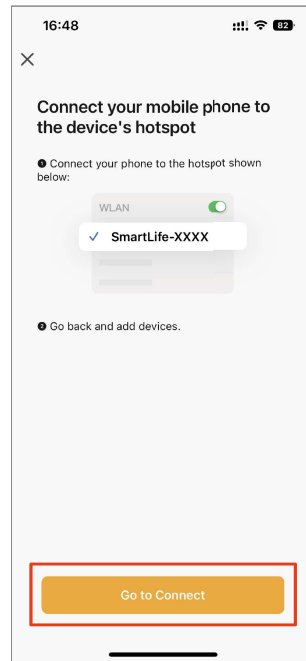 16:48
82
Connect your mobile phone to
the device's hotspot
❶ Connect your phone to the hotspot shown
below:
WLAN
✓ SmartLife-XXXX
❷ Go back and add devices.
Go to Connect